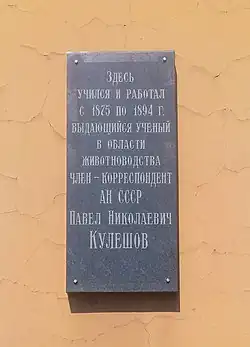 Здесь
учился и работал
с 1875 по 1894 г.
выдающийся ученый
в области
животноводства
член – корреспондент
АН СССР
Павел Николаевич
Кулешов